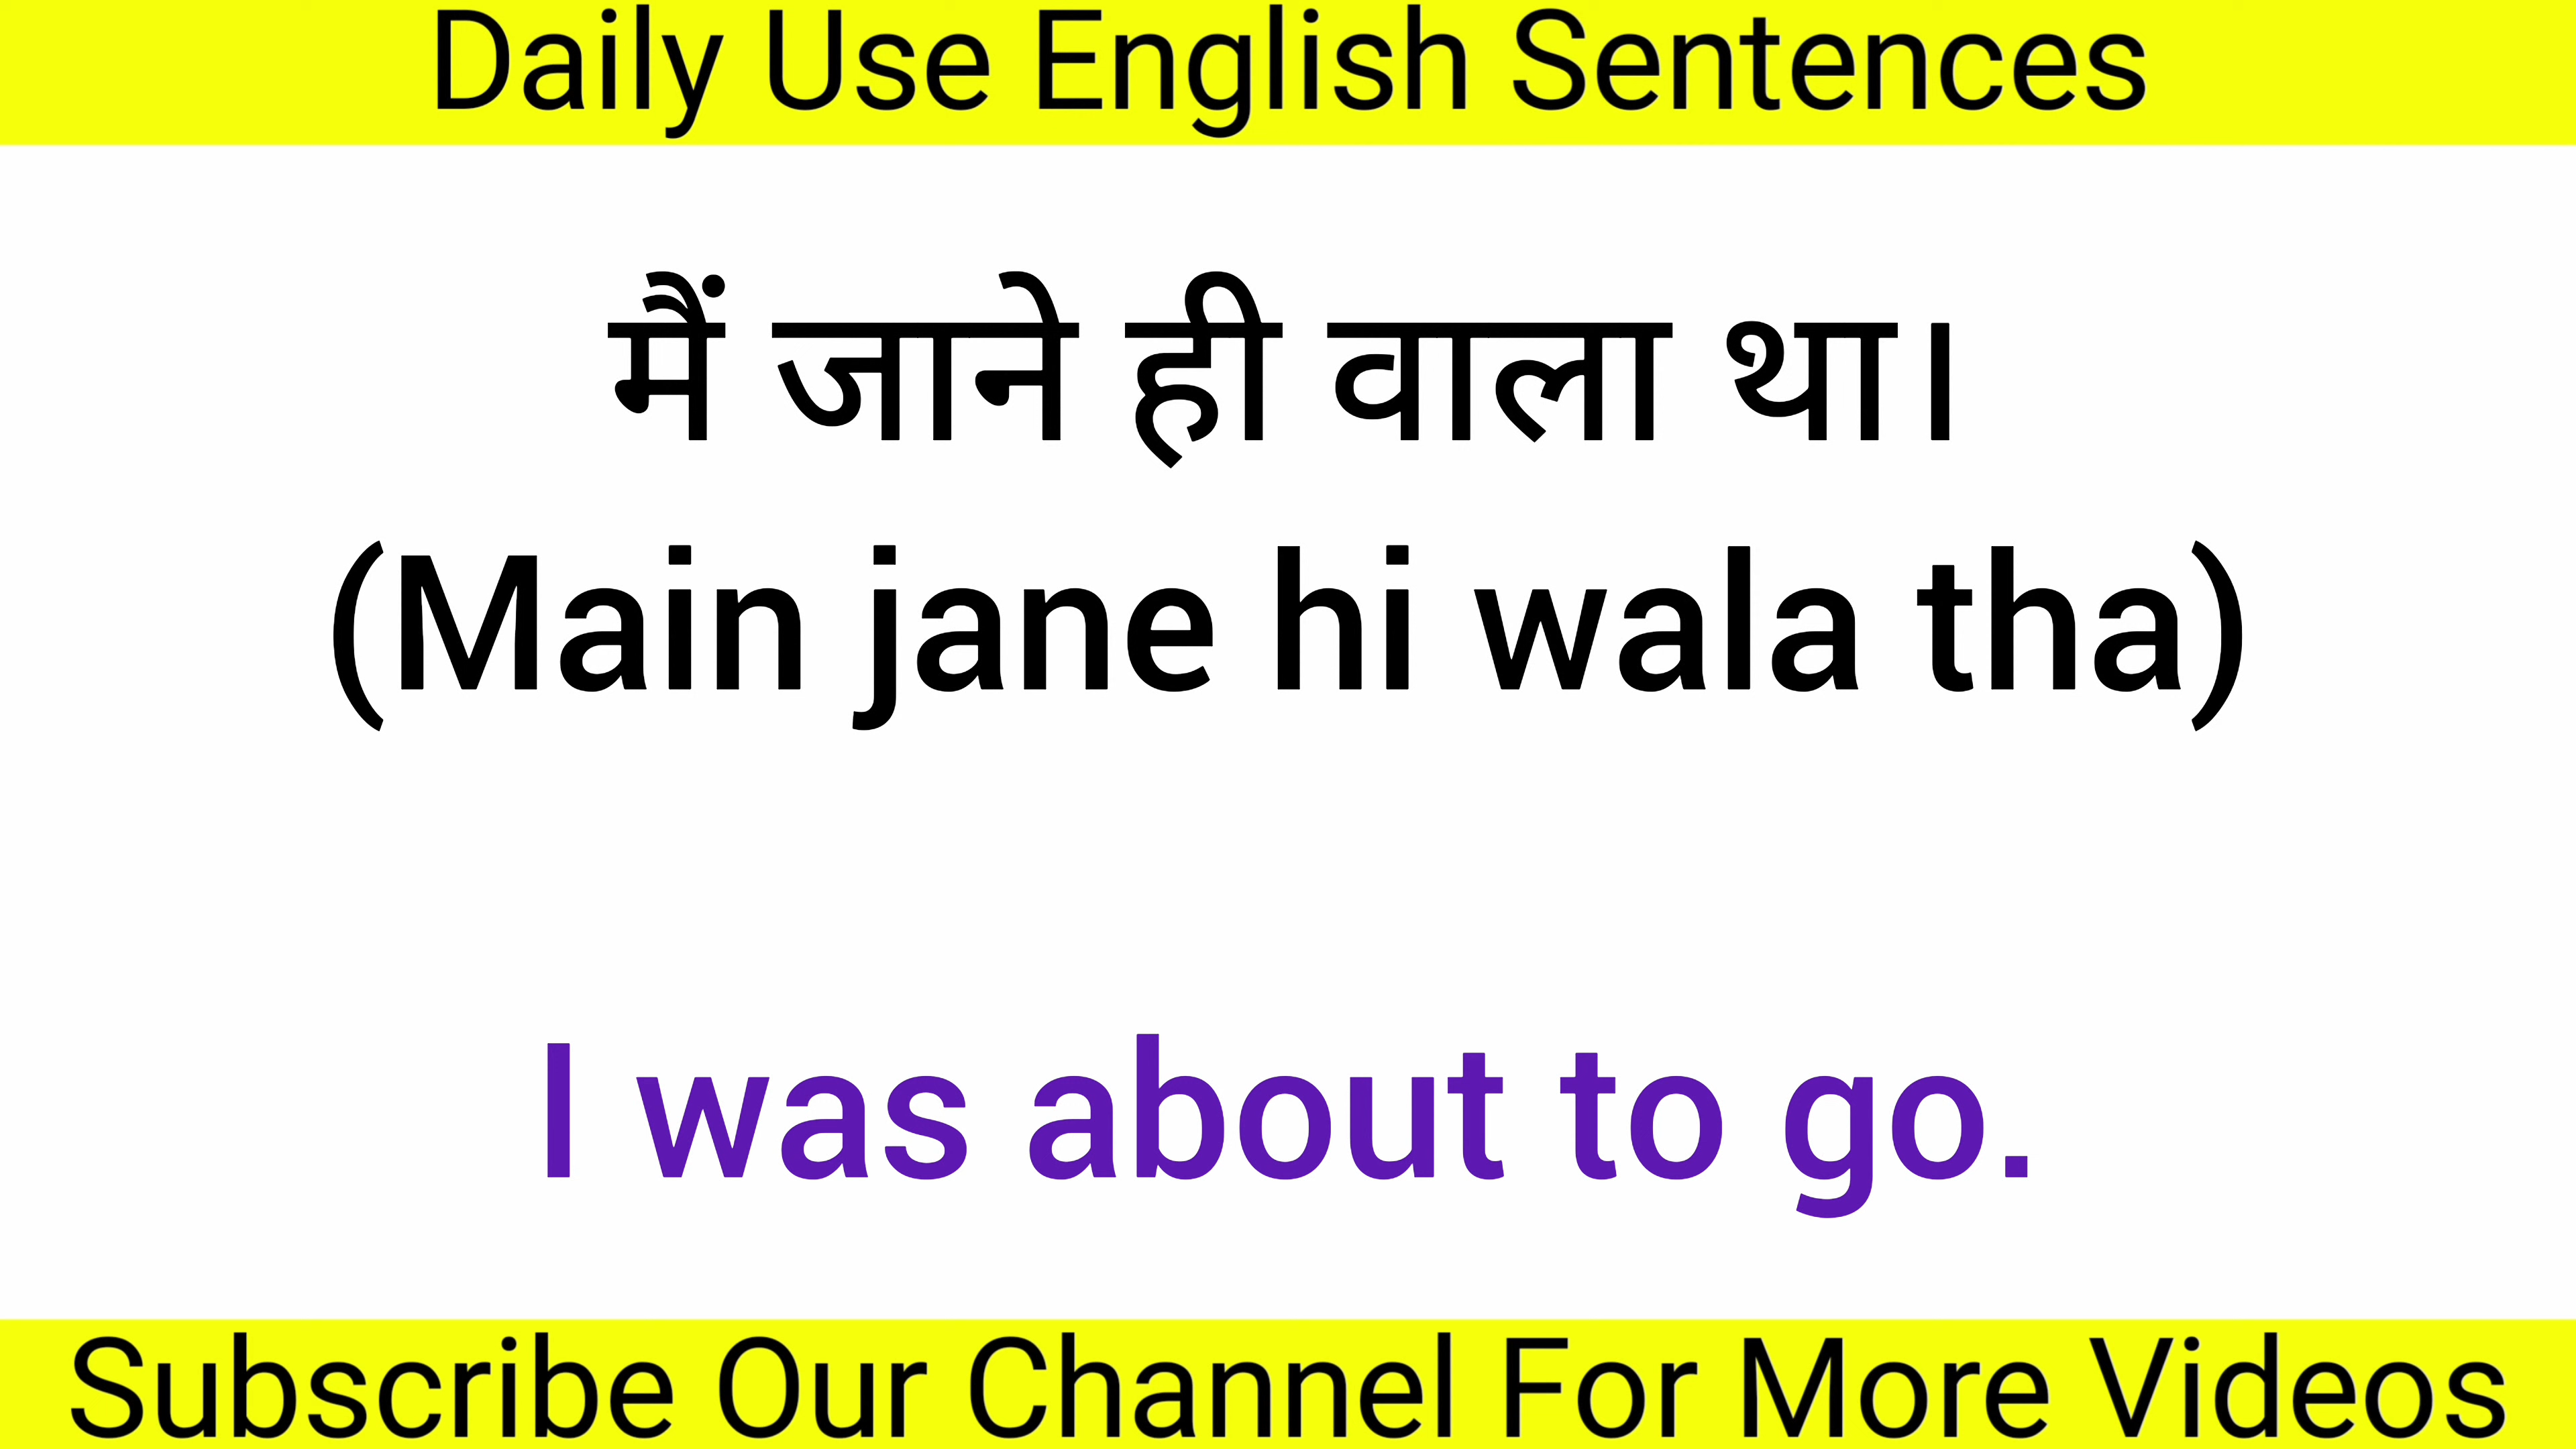 Daily Use English Sentences
मैं जाने ही वाला था।
(Main jane hi wala tha)
I was about to go.
Subscribe Our Channel For More Videos